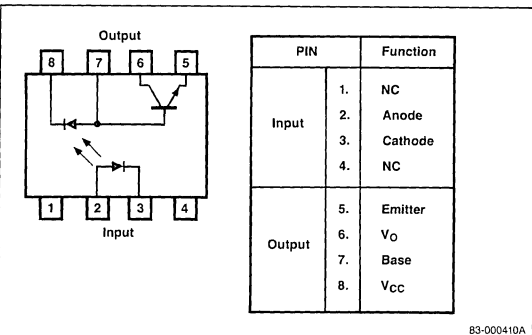 Output
8 7 6 5
1 2 3 4
Input
PIN Function
Input
1. NC
2. Anode
3. Cathode
4. NC
Output
5. Emitter
6. VO
7. Base
8. VCC
83-000410A